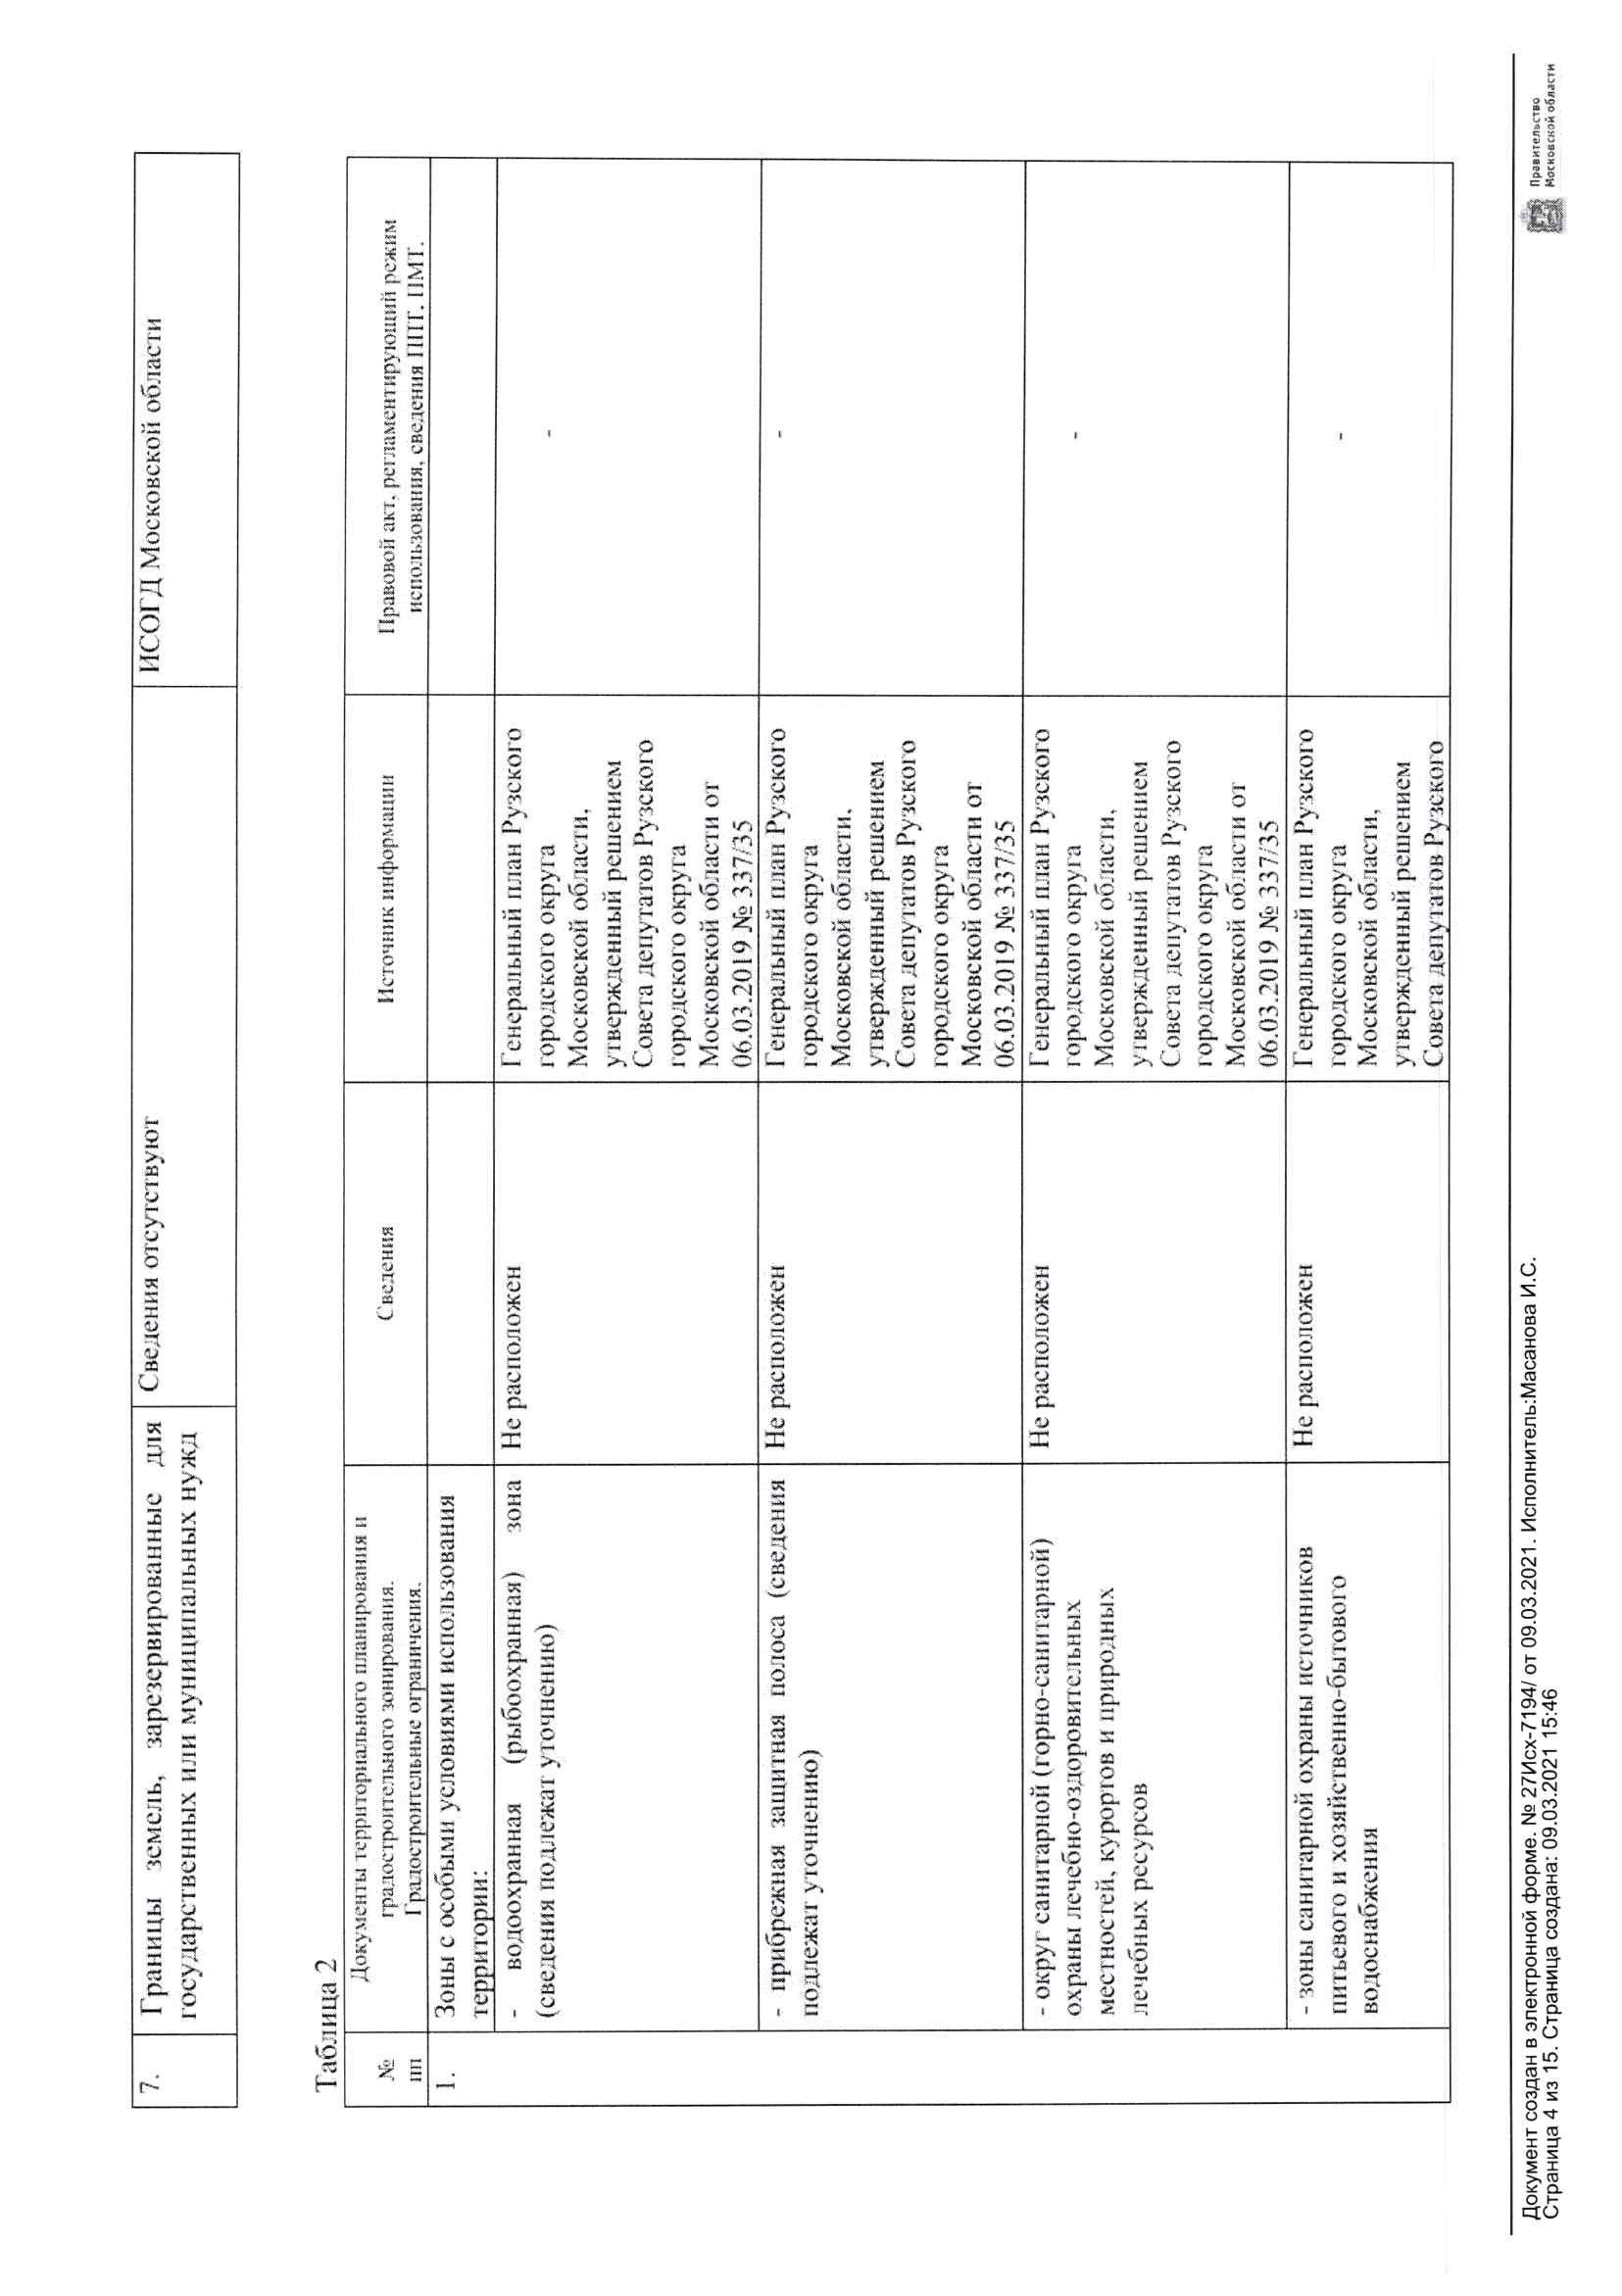 7.
Границы земель, зарезервированные для
государственных или муниципальных нужд
Сведения отсутствуют
ИСОГД Московской области
Таблица 2
№
пп
Документы территориального планирования и
градостроительного зонирования.
Градостроительные ограничения.
Сведения
Источник информации
Правовой акт, регламентирующий режим
использования, сведения ППТ. ПМТ.
1.
Зоны с особыми условиями использования
территории:
- водоохранная (рыбоохранная) зона
(сведения подлежат уточнению)
Не расположен
Генеральный план Рузского
городского округа
Московской области,
утвержденный решением
Совета депутатов Рузского
городского округа
Московской области от
06.03.2019 № 337/35
-
- прибрежная защитная полоса (сведения
подлежат уточнению)
Не расположен
Генеральный план Рузского
городского округа
Московской области,
утвержденный решением
Совета депутатов Рузского
городского округа
Московской области от
06.03.2019 № 337/35
-
- округ санитарной (горно-санитарной)
охраны лечебно-оздоровительных
местностей, курортов и природных
лечебных ресурсов
Не расположен
Генеральный план Рузского
городского округа
Московской области,
утвержденный решением
Совета депутатов Рузского
городского округа
Московской области от
06.03.2019 № 337/35
-
- зоны санитарной охраны источников
питьевого и хозяйственно-бытового
водоснабжения
Не расположен
Генеральный план Рузского
городского округа
Московской области,
утвержденный решением
Совета депутатов Рузского
-
Документ создан в электронной форме. № 27Исх-7194/ от 09.03.2021. Исполнитель:Масанова И.С.
Страница 4 из 15. Страница создана: 09.03.2021 15:46
Правительство
Московской области